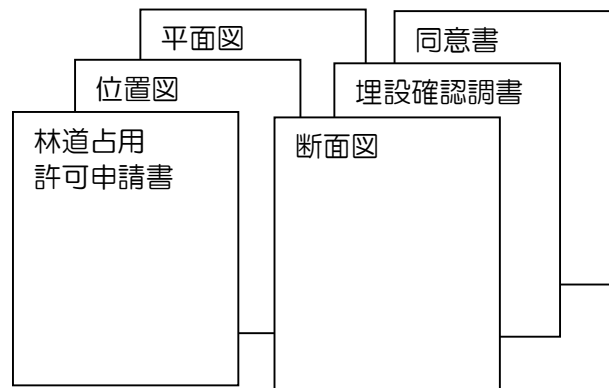 林道占用
許可申請書
位置図
平面図
断面図
埋設確認調書
同意書